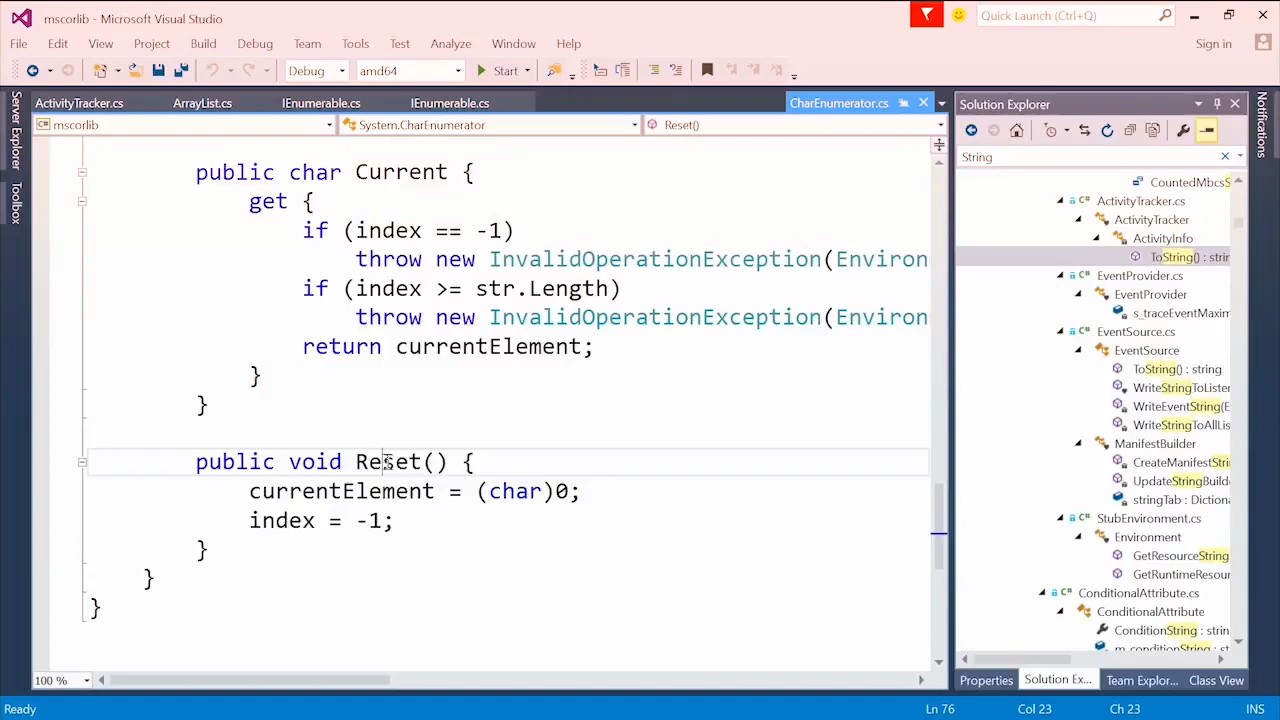 mscorlib - Microsoft Visual Studio
Quick Launch (Ctrl+Q)
File Edit View Project Build Debug Team Tools Test Analyze Window Help
Sign in
Debug amd64 Start
Server Explorer
Toolbox
ActivityTracker.cs ArrayList.cs IEnumerable.cs IEnumerable.cs CharEnumerator.cs
mscorlib System.CharEnumerator Reset()
public char Current {
get {
if (index == -1)
throw new InvalidOperationException(Environ
if (index >= str.Length)
throw new InvalidOperationException(Environ
return currentElement;
}
}
public void Reset() {
currentElement = (char)0;
index = -1;
}
}
}
100 %
Solution Explorer
String
CountedMbcsS
ActivityTracker.cs
ActivityTracker
ActivityInfo
ToString() : strin
EventProvider.cs
EventProvider
s_traceEventMaxim
EventSource.cs
EventSource
ToString() : string
WriteStringToListe
WriteEventString(E
WriteStringToAllLi
ManifestBuilder
CreateManifestStri
UpdateStringBuilde
stringTab : Dictiona
StubEnvironment.cs
Environment
GetResourceString
GetRuntimeResour
ConditionalAttribute.cs
ConditionalAttribute
ConditionString : strin
m_conditionString : st
Properties Solution Ex... Team Explor... Class View
Notifications
Ready Ln 76 Col 23 Ch 23 INS